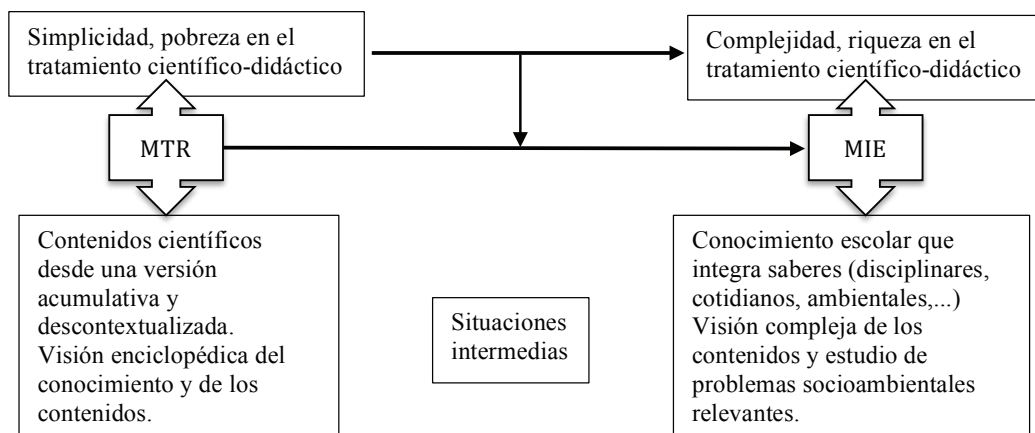 Simplicidad, pobreza en el
tratamiento científico-didáctico
Complejidad, riqueza en el
tratamiento científico-didáctico
MTR
MIE
Contenidos científicos
desde una versión
acumulativa y
descontextualizada.
Visión enciclopédica del
conocimiento y de los
contenidos.
Situaciones
intermedias
Conocimiento escolar que
integra saberes (disciplinares,
cotidianos, ambientales,...)
Visión compleja de los
contenidos y estudio de
problemas socioambientales
relevantes.